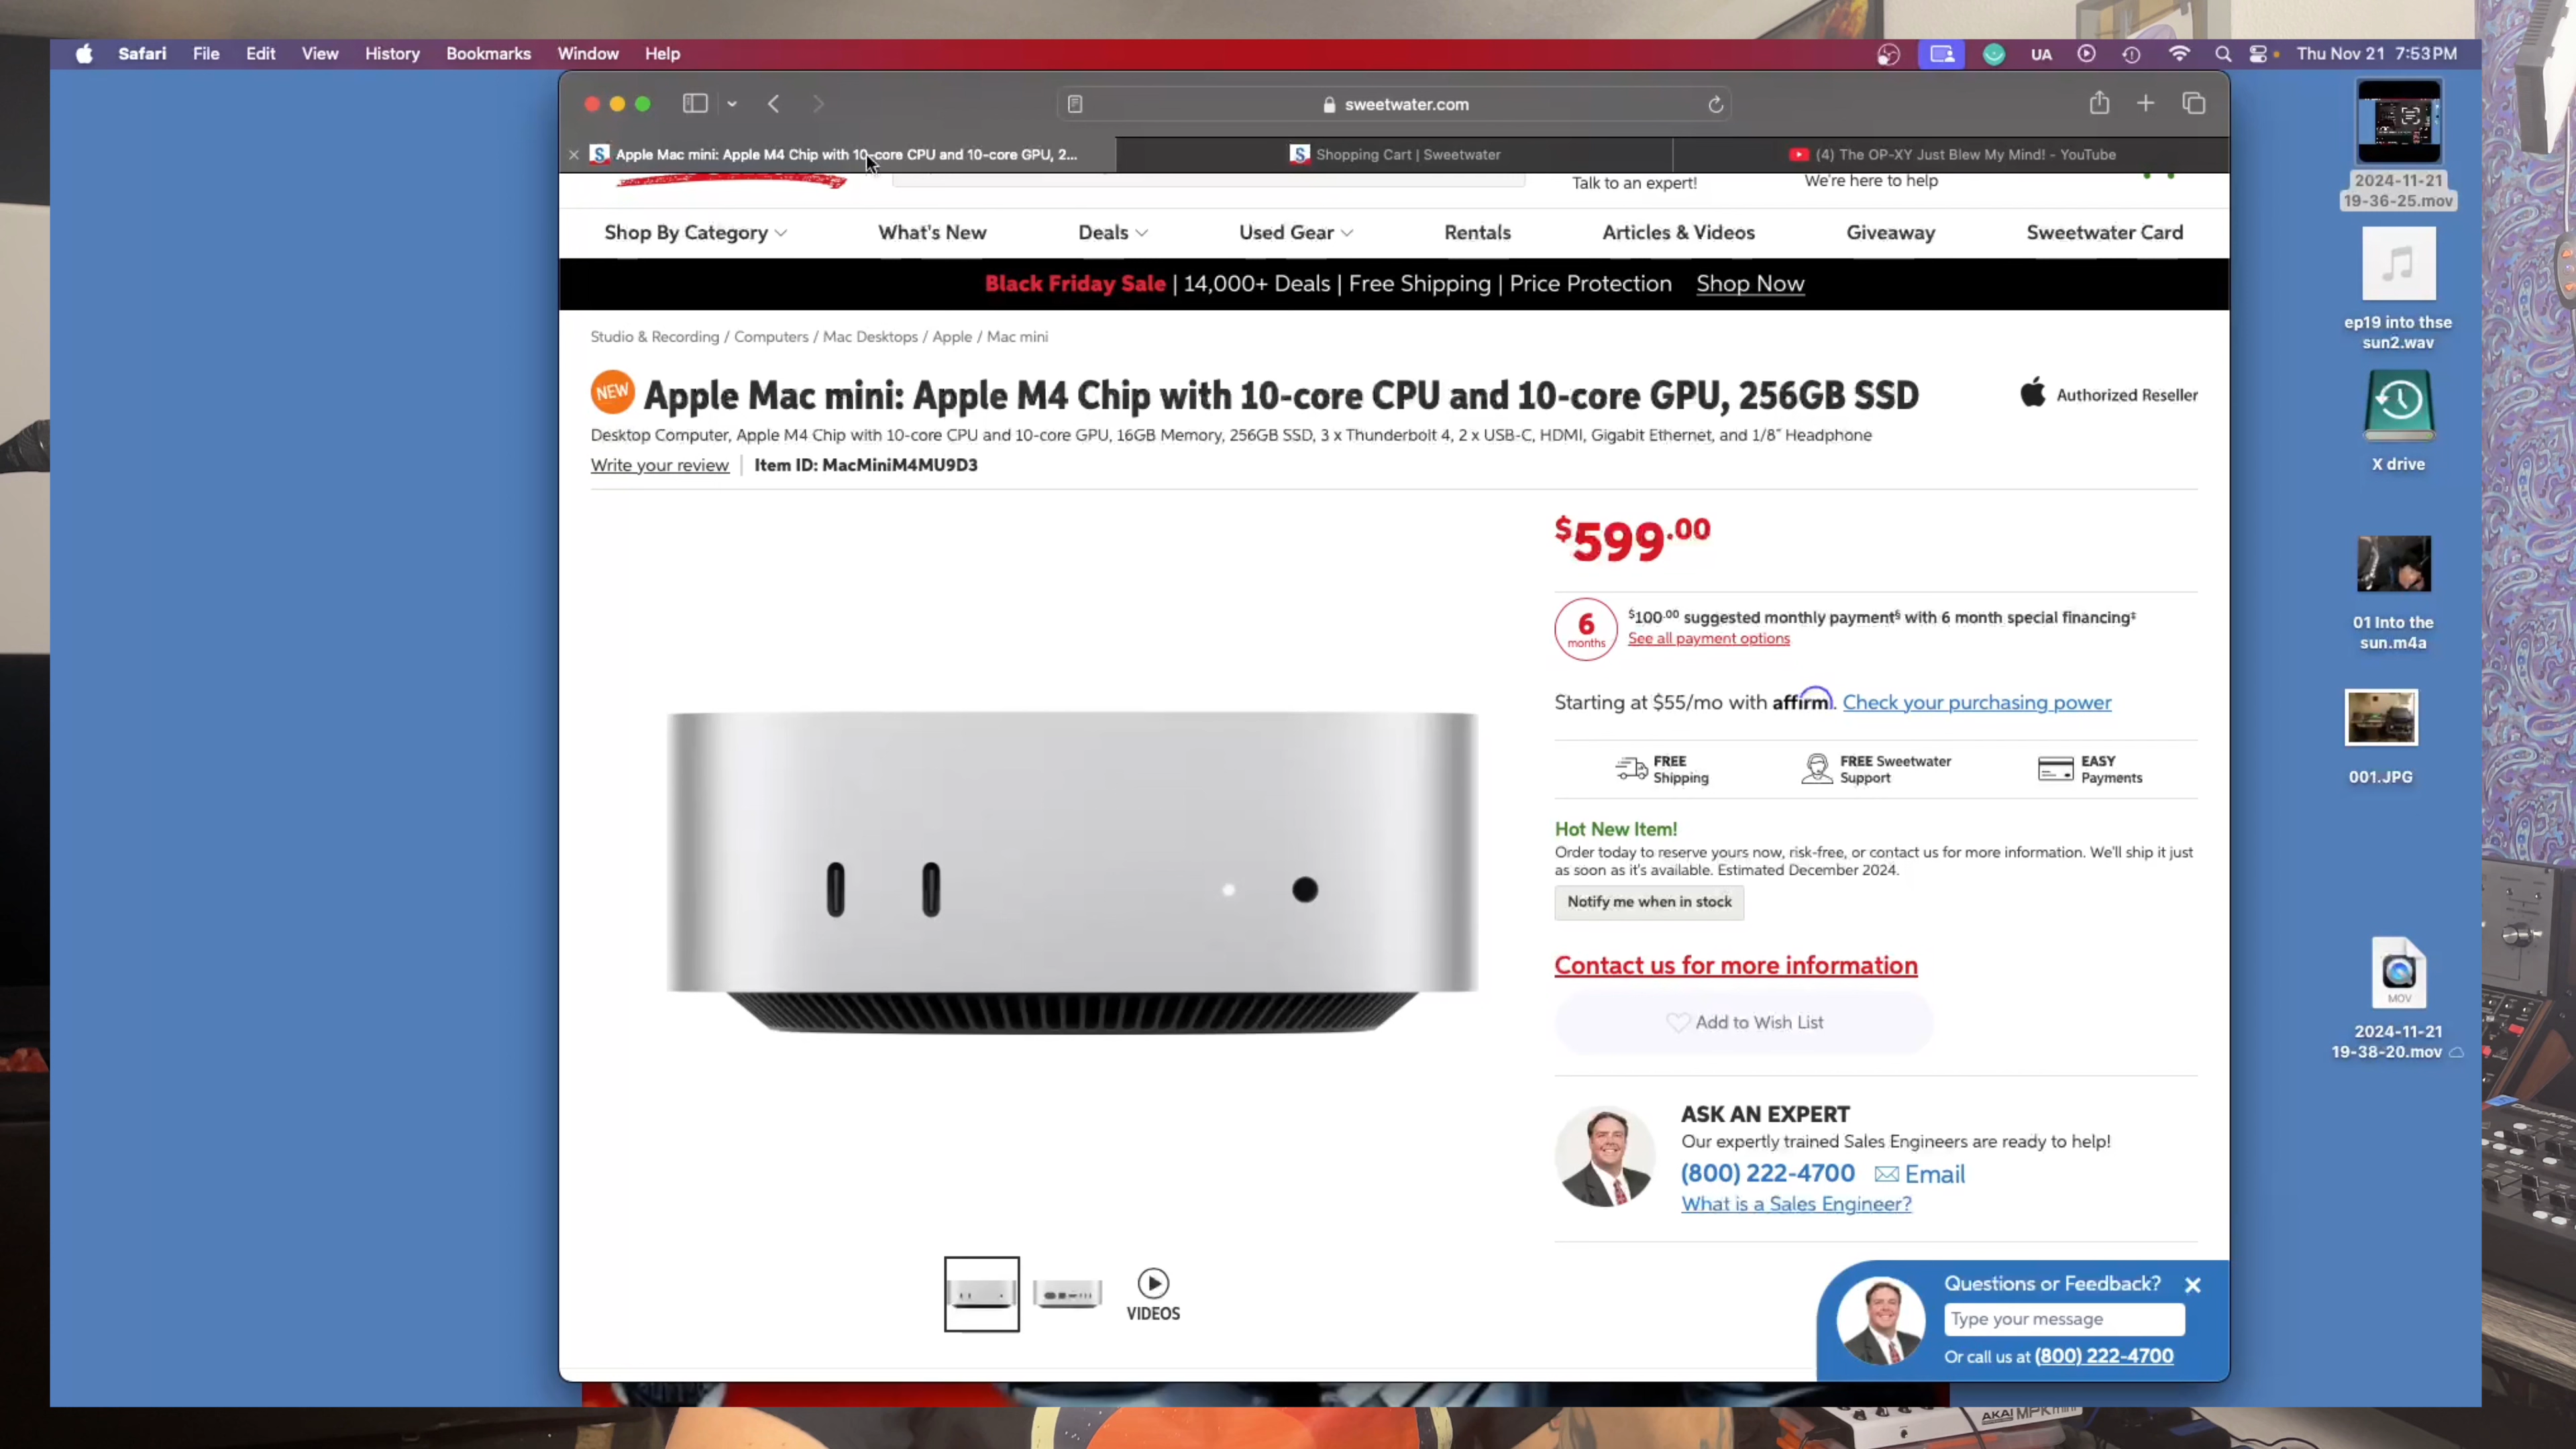 Safari File Edit View History Bookmarks Window Help
UA Thu Nov 21 7:53 PM
sweetwater.com
Apple Mac mini: Apple M4 Chip with 10-core CPU and 10-core GPU, 2...
Shopping Cart | Sweetwater
(4) The OP-XY Just Blew My Mind! - YouTube
Talk to an expert!
We're here to help
Shop By Category What's New Deals Used Gear Rentals Articles & Videos Giveaway Sweetwater Card
Black Friday Sale | 14,000+ Deals | Free Shipping | Price Protection Shop Now
Studio & Recording / Computers / Mac Desktops / Apple / Mac mini
NEW Apple Mac mini: Apple M4 Chip with 10-core CPU and 10-core GPU, 256GB SSD
Authorized Reseller
Desktop Computer, Apple M4 Chip with 10-core CPU and 10-core GPU, 16GB Memory, 256GB SSD, 3 x Thunderbolt 4, 2 x USB-C, HDMI, Gigabit Ethernet, and 1/8" Headphone
Write your review | Item ID: MacMiniM4MU9D3
$599.00
6 months
$100.00 suggested monthly payment§ with 6 month special financing‡
See all payment options
Starting at $55/mo with affirm. Check your purchasing power
FREE Shipping
FREE Sweetwater Support
EASY Payments
Hot New Item!
Order today to reserve yours now, risk-free, or contact us for more information. We'll ship it just
as soon as it's available. Estimated December 2024.
Notify me when in stock
Contact us for more information
Add to Wish List
ASK AN EXPERT
Our expertly trained Sales Engineers are ready to help!
(800) 222-4700 Email
What is a Sales Engineer?
VIDEOS
Questions or Feedback?
Type your message
Or call us at (800) 222-4700
2024-11-21
19-36-25.mov
ep19 into thse
sun2.wav
X drive
01 Into the
sun.m4a
001.JPG
MOV
2024-11-21
19-38-20.mov
AKAI MPK mini